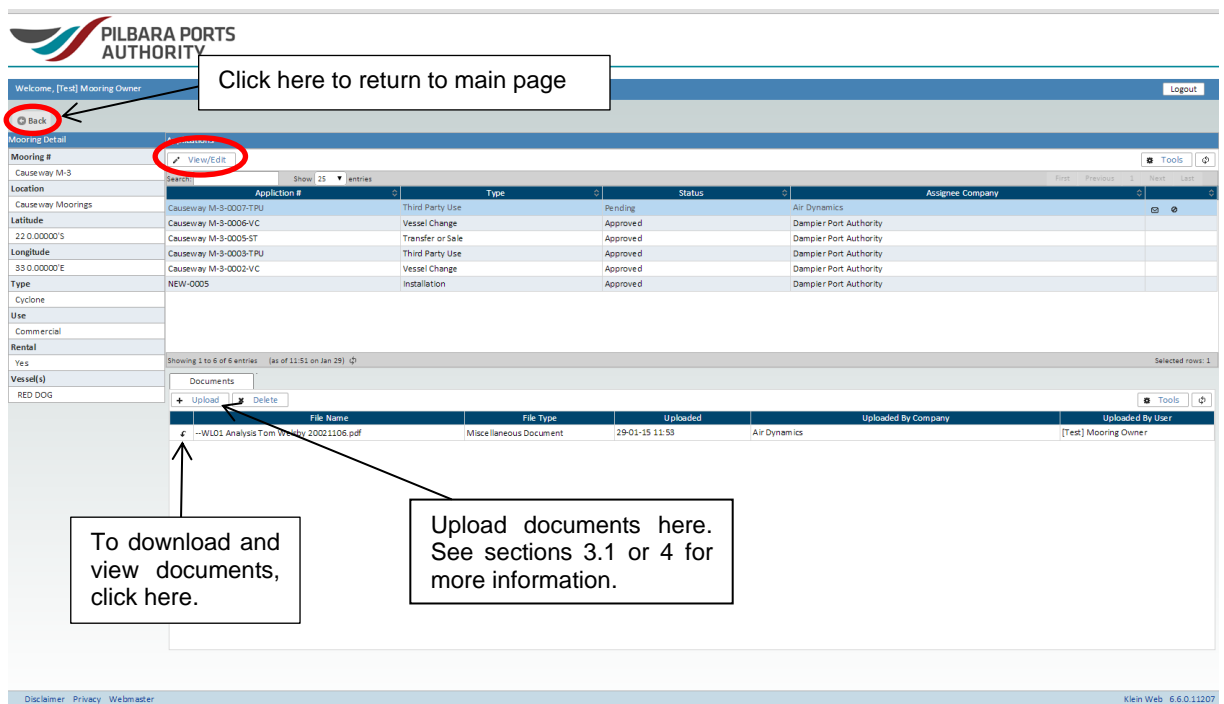 PILBARA PORTS
AUTHORITY
Click here to return to main page
Welcome, [Test] Mooring Owner
Logout
Back
Mooring Detail
Mooring #
Causeway M-3
Location
Causeway Moorings
Latitude
22 0.00000'S
Longitude
33 0.00000'E
Type
Cyclone
Use
Commercial
Rental
Yes
Vessel(s)
RED DOG
View/Edit Tools
Search: Show 25 entries First Previous 1 Next Last
Appliction # Type Status Assignee Company
Causeway M-3-0007-TPU Third Party Use Pending Air Dynamics
Causeway M-3-0006-VC Vessel Change Approved Dampier Port Authority
Causeway M-3-0005-ST Transfer or Sale Approved Dampier Port Authority
Causeway M-3-0003-TPU Third Party Use Approved Dampier Port Authority
Causeway M-3-0002-VC Vessel Change Approved Dampier Port Authority
NEW-0005 Installation Approved Dampier Port Authority
Showing 1 to 6 of 6 entries (as of 11:51 on Jan 29) Selected rows: 1
Documents
+ Upload Delete Tools
File Name File Type Uploaded Uploaded By Company Uploaded By User
--WL01 Analysis Tom 20021106.pdf Miscellaneous Document 29-01-15 11:53 Air Dynamics [Test] Mooring Owner
To download and
view documents,
click here.
Upload documents here.
See sections 3.1 or 4 for
more information.
Disclaimer Privacy Webmaster Klein Web 6.6.0.11207